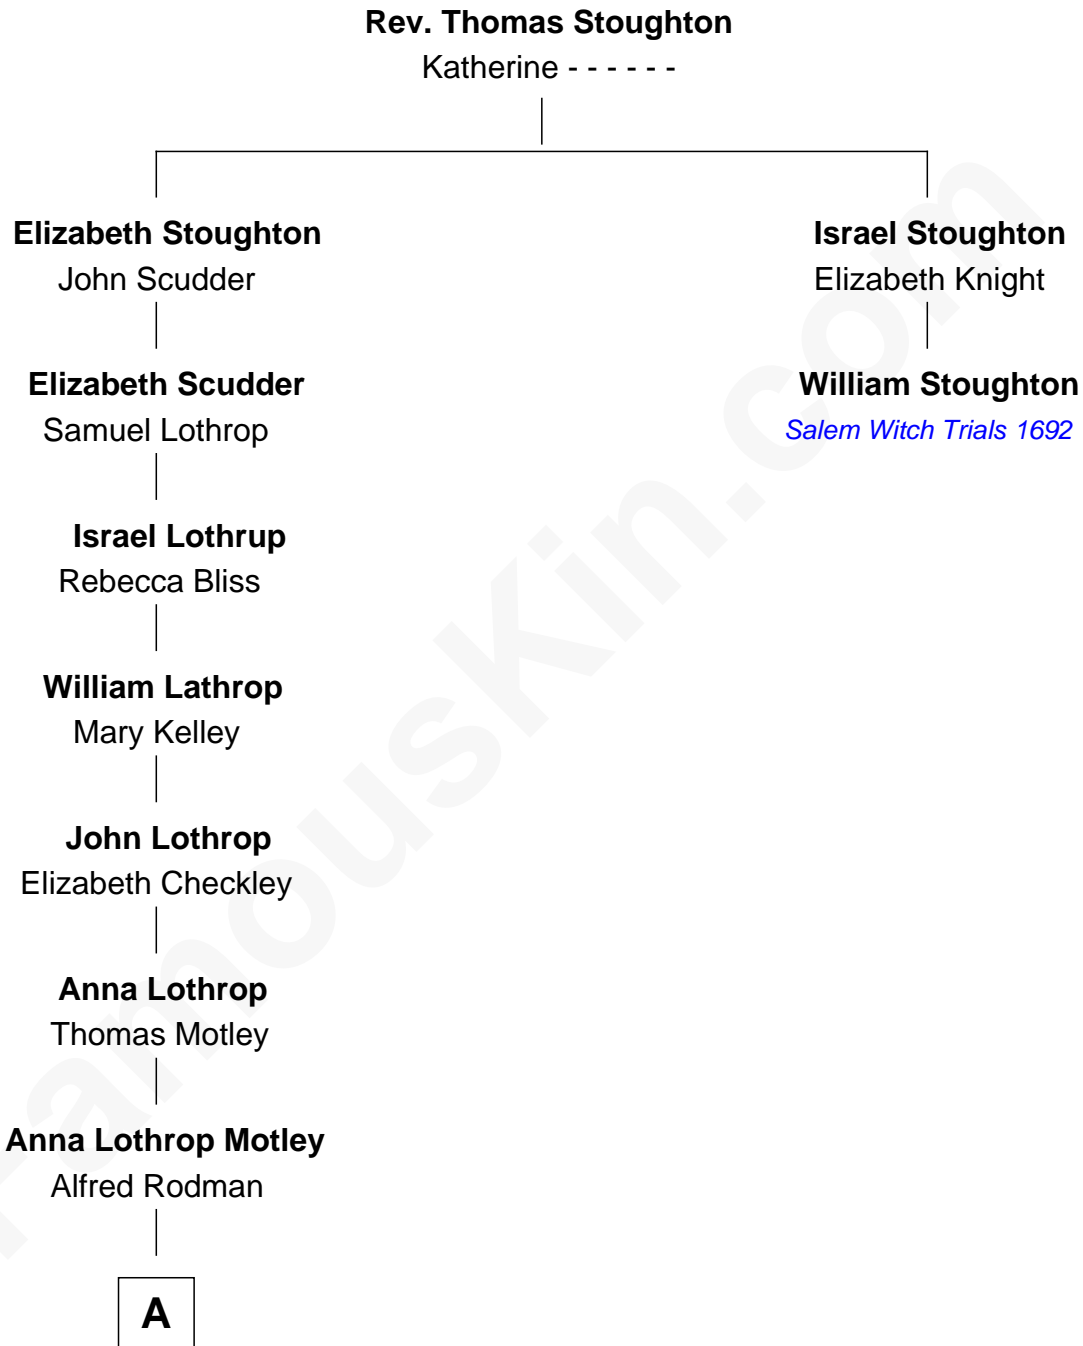 Rev. Thomas Stoughton
Katherine - - - - - -
Elizabeth Stoughton
John Scudder
Israel Stoughton
Elizabeth Knight
Elizabeth Scudder
Samuel Lothrop
William Stoughton
Salem Witch Trials 1692
Israel Lothrup
Rebecca Bliss
William Lathrop
Mary Kelley
John Lothrop
Elizabeth Checkley
Anna Lothrop
Thomas Motley
Anna Lothrop Motley
Alfred Rodman
A
FamousKin.com